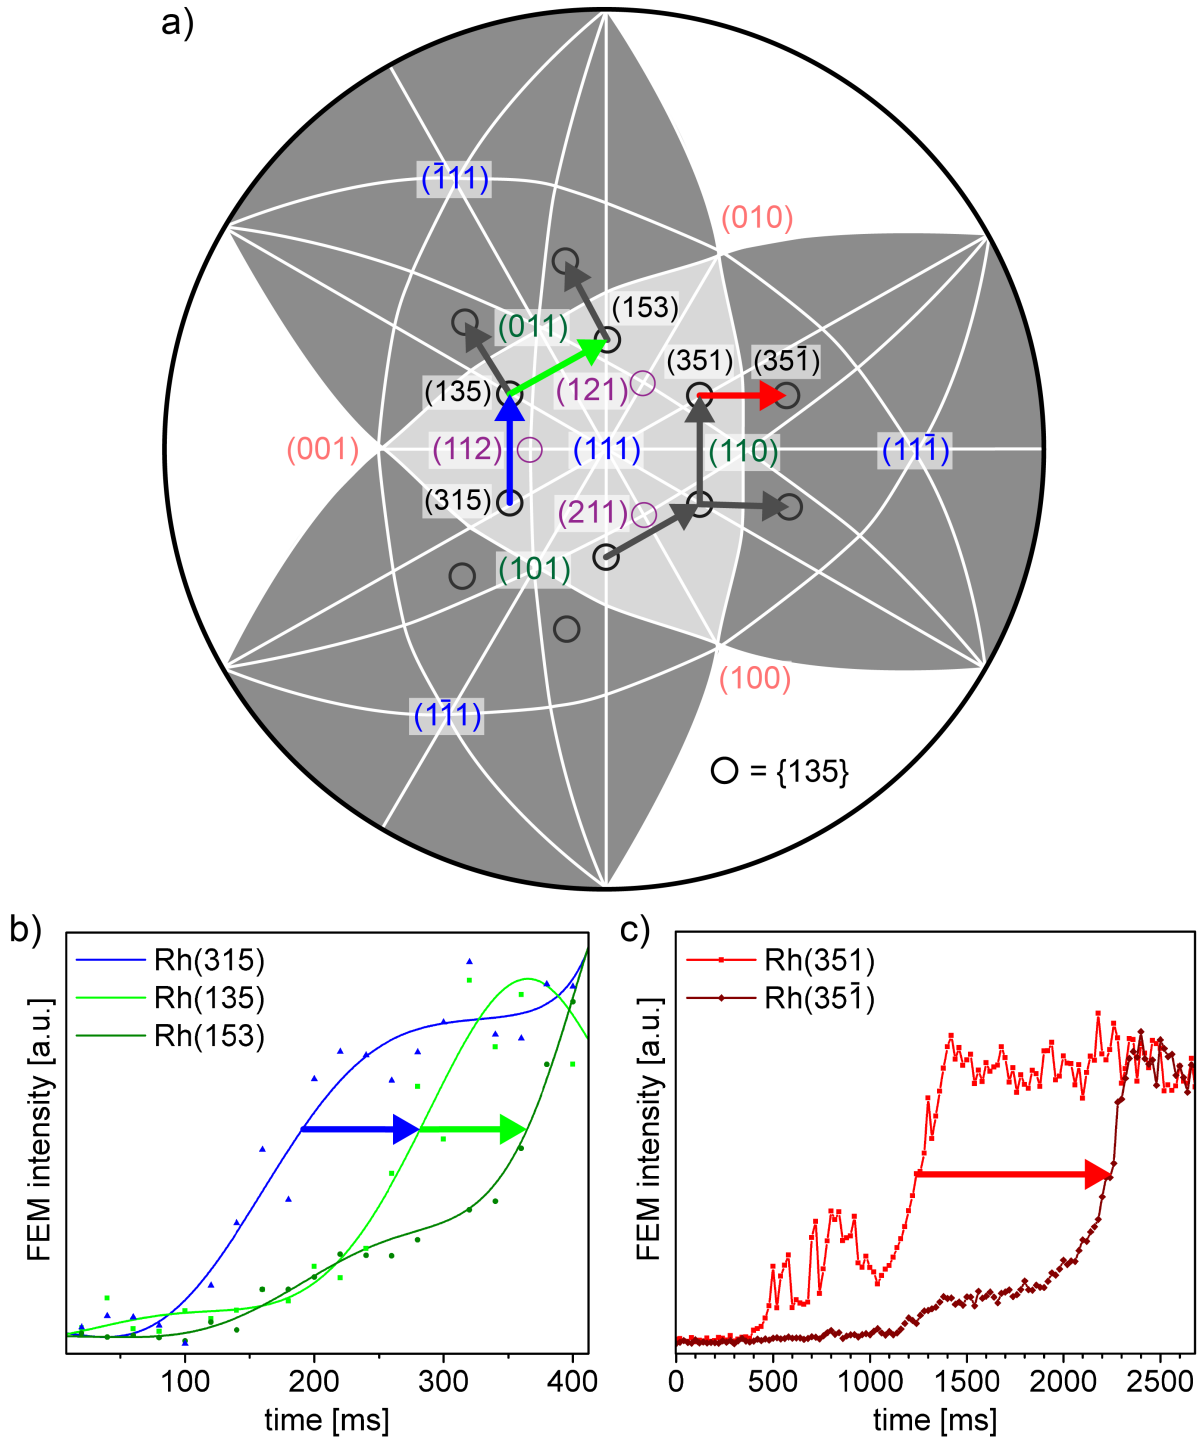 a)
(1̄11)
(010)
(153)
(011)
(351)
(351̄)
(135)
(121)
(001)
(112)
(111)
(110)
(111̄)
(315)
(211)
(101)
(100)
(11̄1)
= {135}
b)
Rh(315)
Rh(135)
Rh(153)
FEM intensity [a.u.]
100
200
300
400
time [ms]
c)
Rh(351)
Rh(351̄)
FEM intensity [a.u.]
0
500
1000
1500
2000
2500
time [ms]